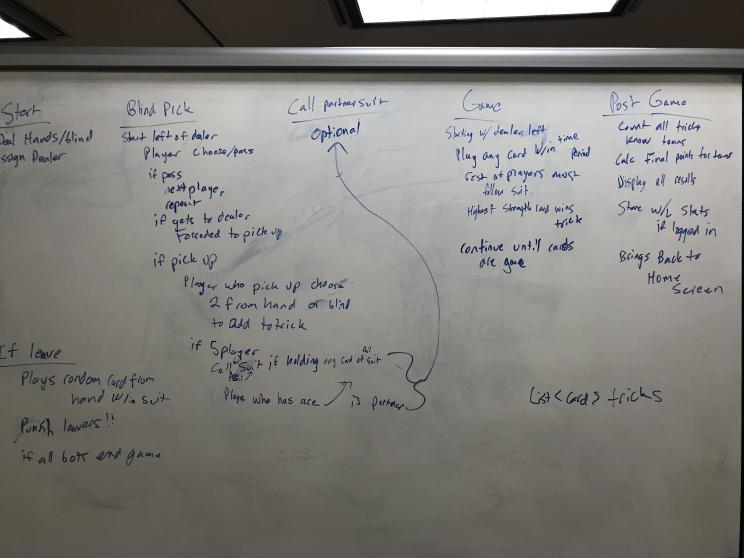 Start
Deal Hands/blind
Assign Dealer
Blind Pick
Start left of dealer
Player choose/pass
if pass
next player
repeat
if gets to dealer
Forceded to pick up
if pick up
Player who pick up choose
2 from hand or blind
to add to trick
if 5 player
Call Suit if holding any card of suit
Playe who has ace is partner
Call partner suit
optional
Game
Starting w/ dealers left
Play any card w/in time
period
rest of players must
follow suit
Highest strength card wins
trick
continue until cards
are gone
Post Game
Count all tricks
know teams
Calc Final points for teams
Display all results
Store W/L Stats
if logged in
Brings Back to
Home
Screen
If leave
Plays random card from
hand w/in suit
Punish leavers!!
if all bots end game
List<Card> tricks